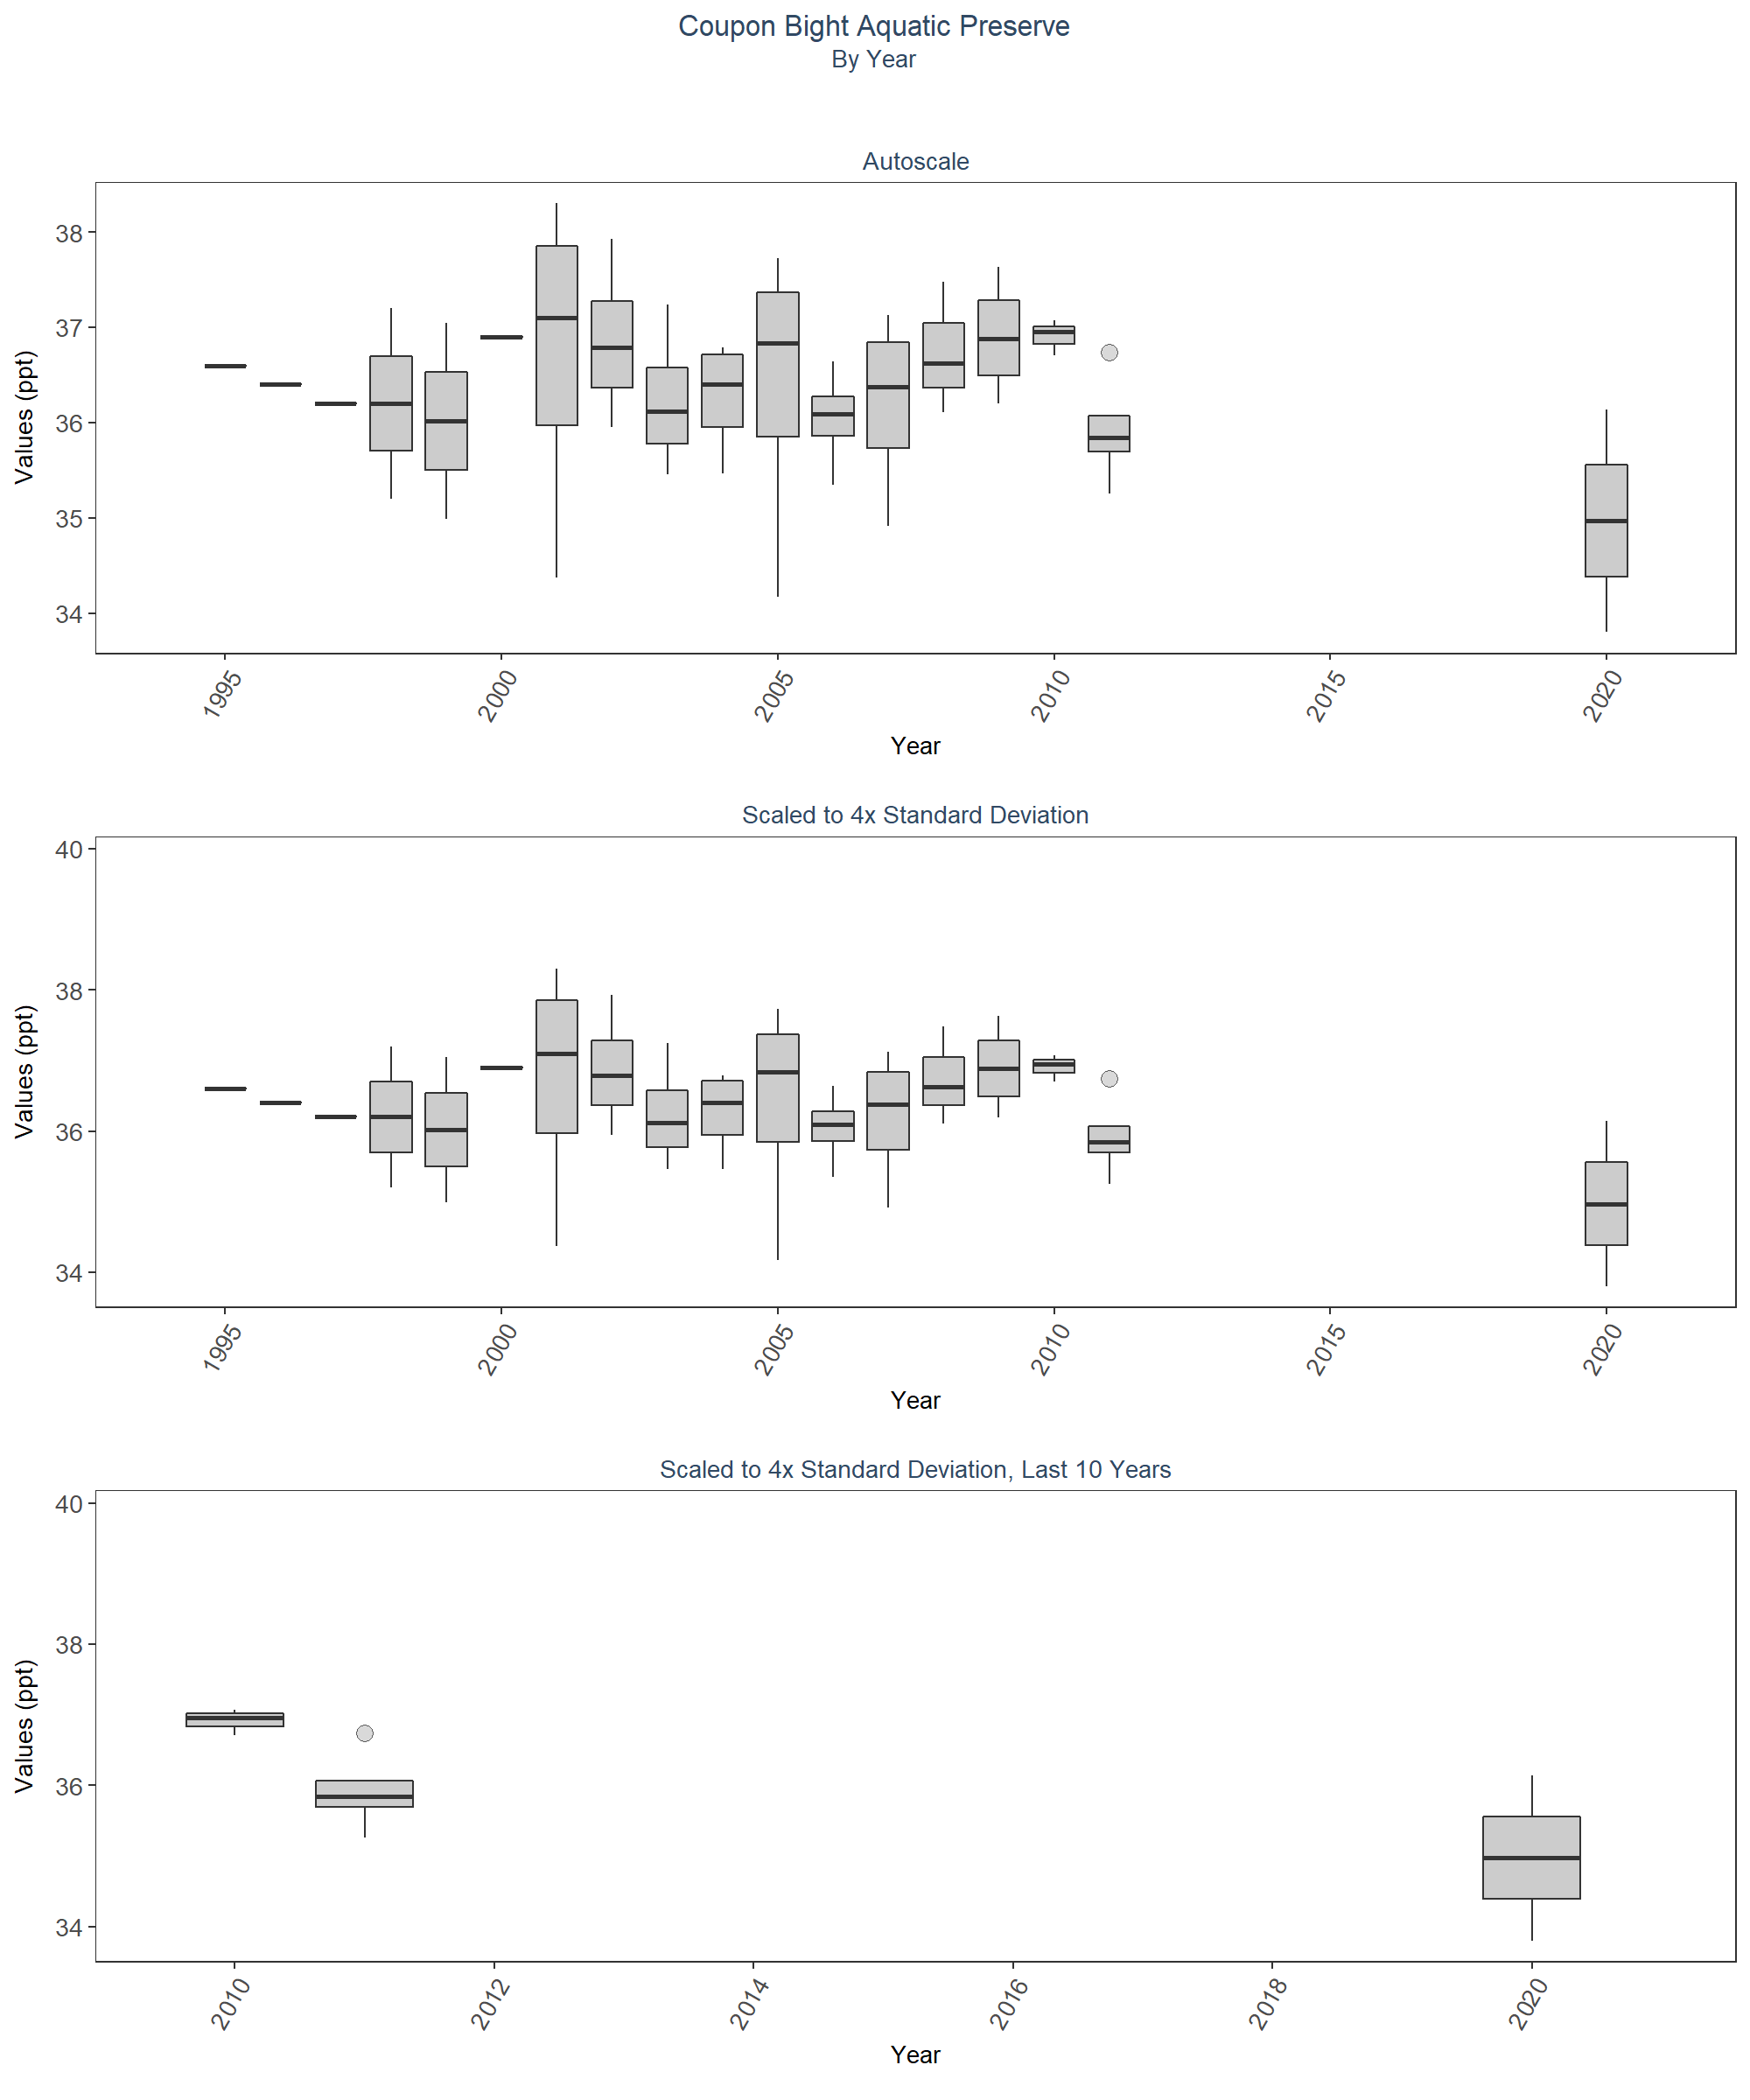 Coupon Bight Aquatic Preserve
By Year
Autoscale
Values (ppt)
38
37
36
35
34
1995
2000
2005
2010
2015
2020
Year
Scaled to 4x Standard Deviation
Values (ppt)
40
38
36
34
1995
2000
2005
2010
2015
2020
Year
Scaled to 4x Standard Deviation, Last 10 Years
Values (ppt)
40
38
36
34
2010
2012
2014
2016
2018
2020
Year